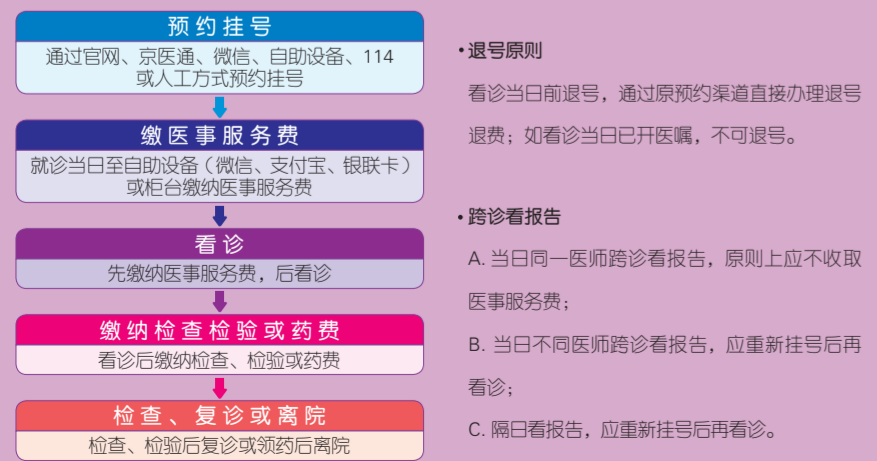 预约挂号
通过官网、京医通、微信、自助设备、114
或人工方式预约挂号
缴医事服务费
就诊当日至自助设备（微信、支付宝、银联卡）
或柜台缴纳医事服务费
看诊
先缴纳医事服务费，后看诊
缴纳检查检验或药费
看诊后缴纳检查、检验或药费
检查、复诊或离院
检查、检验后复诊或领药后离院
•退号原则
看诊当日前退号，通过原预约渠道直接办理退号
退费；如看诊当日已开医嘱，不可退号。
•跨诊看报告
A. 当日同一医师跨诊看报告，原则上应不收取
医事服务费；
B. 当日不同医师跨诊看报告，应重新挂号后再
看诊；
C. 隔日看报告，应重新挂号后再看诊。